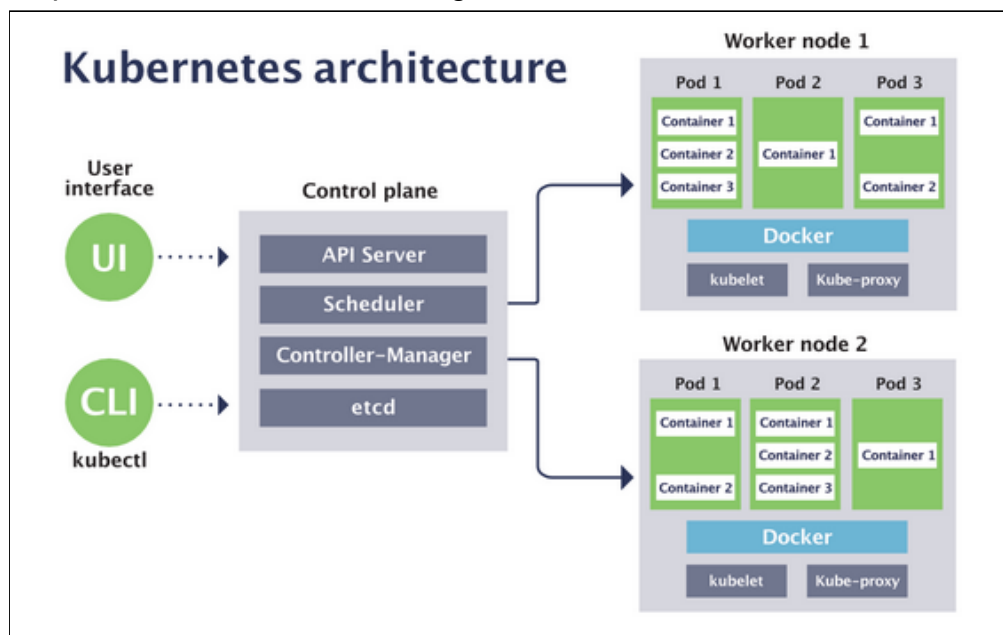 Kubernetes architecture
User
interface
UI
CLI
kubectl
Control plane
API Server
Scheduler
Controller-Manager
etcd
Worker node 1
Pod 1
Container 1
Container 2
Container 3
Pod 2
Container 1
Pod 3
Container 1
Container 2
Docker
kubelet
Kube-proxy
Worker node 2
Pod 1
Container 1
Container 2
Pod 2
Container 1
Container 2
Container 3
Pod 3
Container 1
Docker
kubelet
Kube-proxy